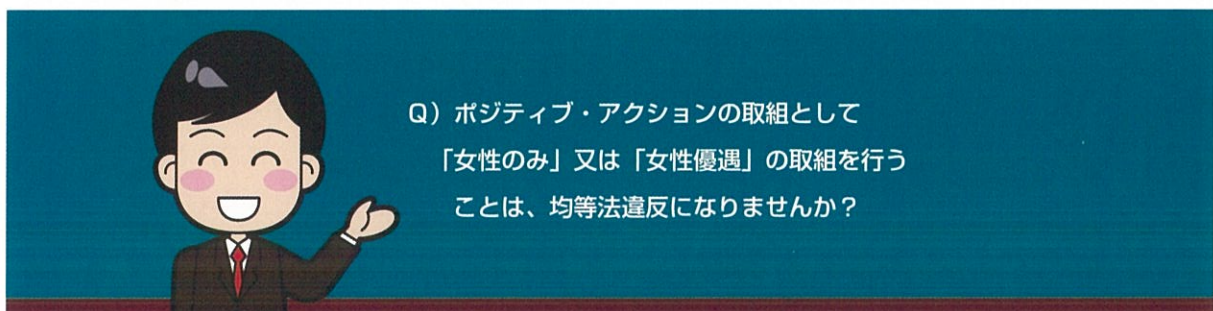 Q）ポジティブ・アクションの取組として
「女性のみ」又は「女性優遇」の取組を行う
ことは、均等法違反になりませんか？